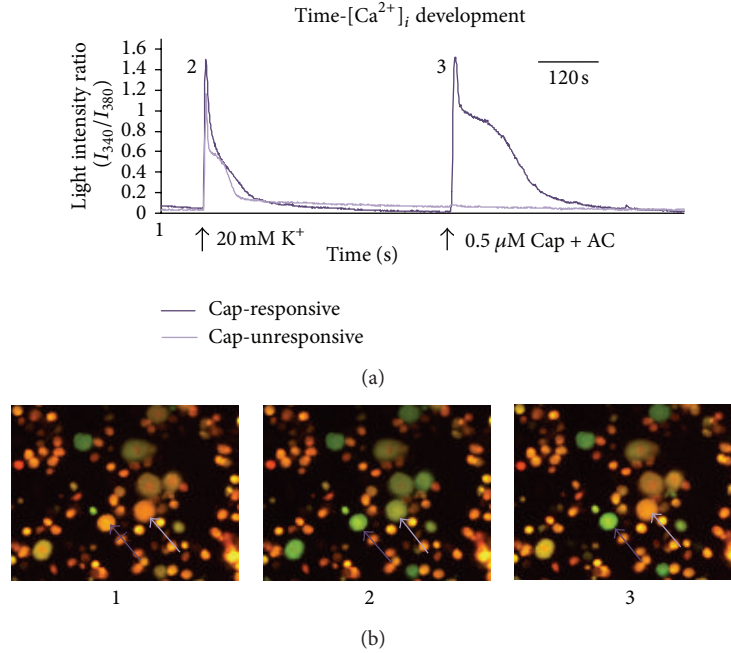 Time-[Ca²⁺]ᵢ development
Light intensity ratio
(I₃₄₀/I₃₈₀)
1.6
1.4
1.2
1
0.8
0.6
0.4
0.2
0
2
3
120 s
1
↑ 20 mM K⁺
↑ 0.5 μM Cap + AC
Time (s)
Cap-responsive
Cap-unresponsive
(a)
1
2
3
(b)